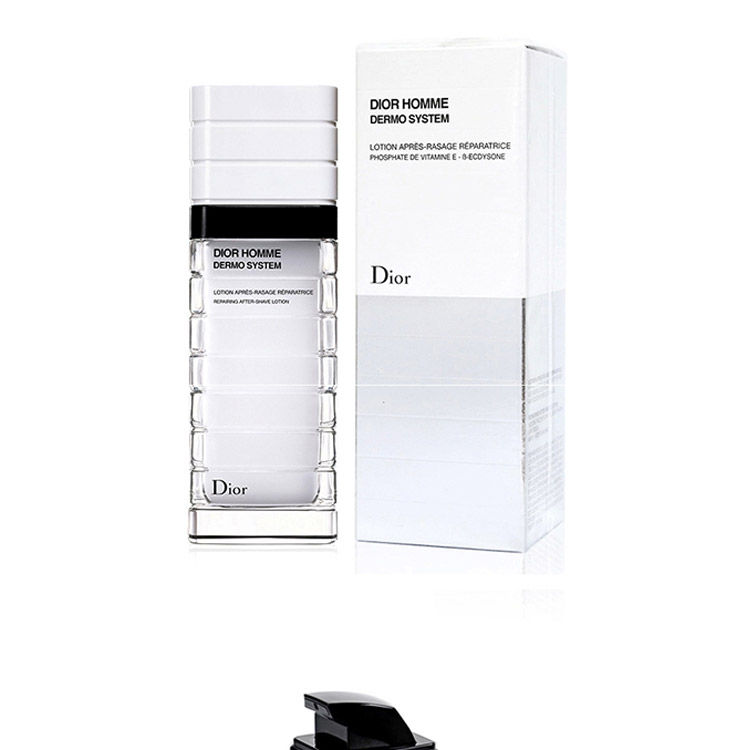 DIOR HOMME
DERMO SYSTEM
LOTION APRÈS-RASAGE RÉPARATRICE
REPAIRING AFTER-SHAVE LOTION
Dior
DIOR HOMME
DERMO SYSTEM
LOTION APRÈS-RASAGE RÉPARATRICE
PHOSPHATE DE VITAMINE E - β-ECDYSONE
Dior